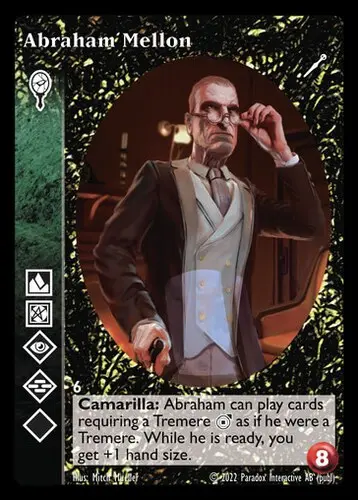 Abraham Mellon
6
Camarilla: Abraham can play cards
requiring a Tremere as if he were a
Tremere. While he is ready, you
get +1 hand size.
8
Illus: Mitch Mueller
© 2022 Paradox Interactive AB (publ)